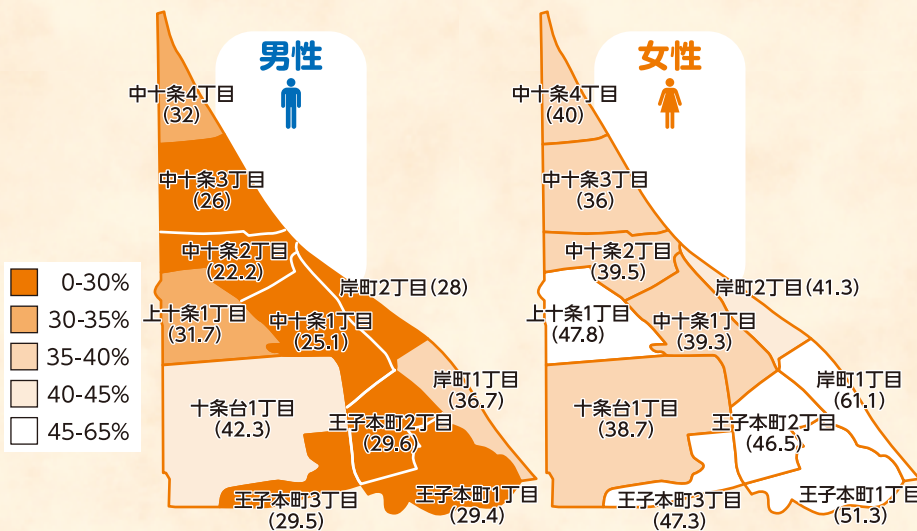 男性
中十条4丁目
(32)
中十条3丁目
(26)
中十条2丁目
(22.2)
岸町2丁目(28)
上十条1丁目
(31.7)
中十条1丁目
(25.1)
岸町1丁目
(36.7)
十条台1丁目
(42.3)
王子本町2丁目
(29.6)
王子本町3丁目
(29.5)
王子本町1丁目
(29.4)
0-30%
30-35%
35-40%
40-45%
45-65%
女性
中十条4丁目
(40)
中十条3丁目
(36)
中十条2丁目
(39.5)
岸町2丁目(41.3)
上十条1丁目
(47.8)
中十条1丁目
(39.3)
岸町1丁目
(61.1)
十条台1丁目
(38.7)
王子本町2丁目
(46.5)
王子本町3丁目
(47.3)
王子本町1丁目
(51.3)